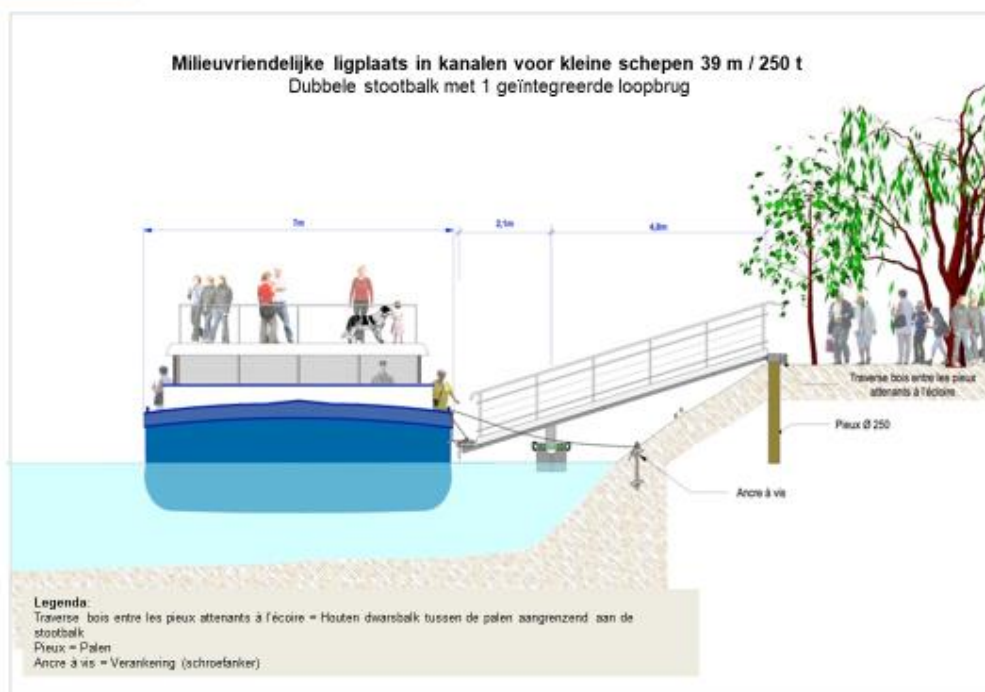 Milieuvriendelijke ligplaats in kanalen voor kleine schepen 39 m / 250 t
Dubbele stootbalk met 1 geïntegreerde loopbrug
7m
2,1m
4,8m
Traverse bois entre les pieux
attenants à l'écloire
Pieux Ø 250
Ancre à vis
Legenda:
Traverse bois entre les pieux attenants à l'écoire = Houten dwarsbalk tussen de palen aangrenzend aan de
stootbalk
Pieux = Palen
Ancre à vis = Verankering (schroefanker)